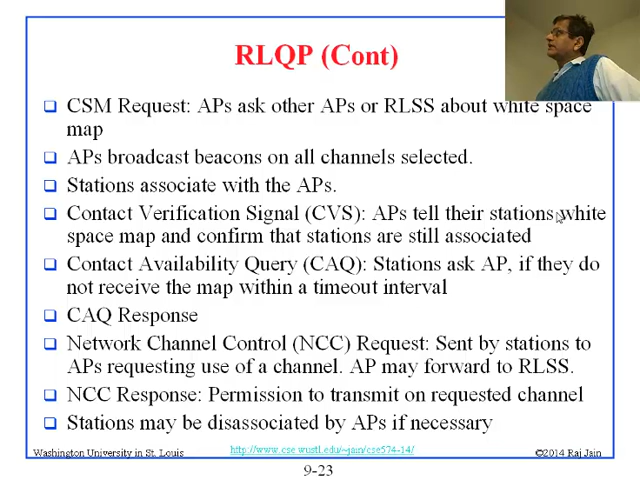 RLQP (Cont)
❑ CSM Request: APs ask other APs or RLSS about white space
map
❑ APs broadcast beacons on all channels selected.
❑ Stations associate with the APs.
❑ Contact Verification Signal (CVS): APs tell their stations white
space map and confirm that stations are still associated
❑ Contact Availability Query (CAQ): Stations ask AP, if they do
not receive the map within a timeout interval
❑ CAQ Response
❑ Network Channel Control (NCC) Request: Sent by stations to
APs requesting use of a channel. AP may forward to RLSS.
❑ NCC Response: Permission to transmit on requested channel
❑ Stations may be disassociated by APs if necessary
Washington University in St. Louis
http://www.cse.wustl.edu/~jain/cse574-14/
©2014 Raj Jain
9-23